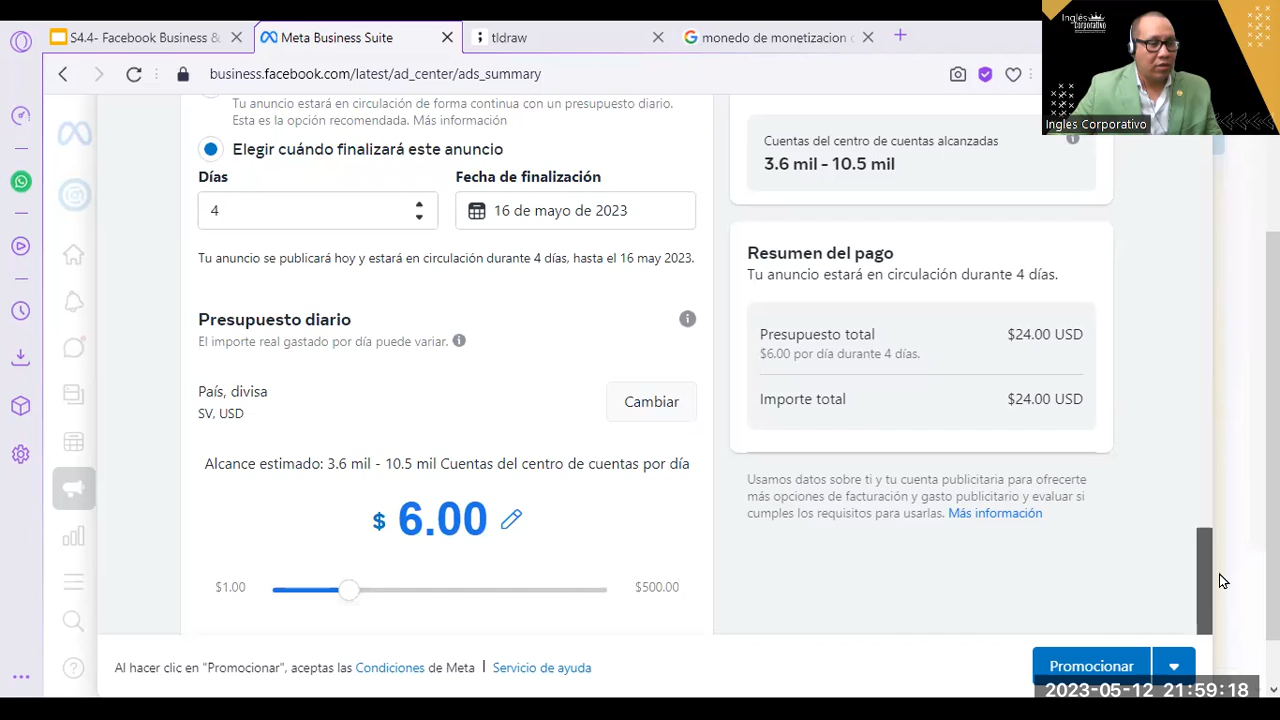 S4.4- Facebook Business &
Meta Business S
tldraw
monedo de monetizacion c
business.facebook.com/latest/ad_center/ads_summary
Inglés
Corporativo
Ingles Corporativo
Tu anuncio estará en circulación de forma continua con un presupuesto diario.
Esta es la opción recomendada. Más información
Elegir cuándo finalizará este anuncio
Días
Fecha de finalización
4
16 de mayo de 2023
Tu anuncio se publicará hoy y estará en circulación durante 4 días, hasta el 16 may 2023.
Presupuesto diario
El importe real gastado por día puede variar.
País, divisa
SV, USD
Cambiar
Alcance estimado: 3.6 mil - 10.5 mil Cuentas del centro de cuentas por día
$ 6.00
$1.00
$500.00
Cuentas del centro de cuentas alcanzadas
3.6 mil - 10.5 mil
Resumen del pago
Tu anuncio estará en circulación durante 4 días.
Presupuesto total $24.00 USD
$6.00 por día durante 4 días.
Importe total $24.00 USD
Usamos datos sobre ti y tu cuenta publicitaria para ofrecerte
más opciones de facturación y gasto publicitario y evaluar si
cumples los requisitos para usarlas. Más información
Al hacer clic en "Promocionar", aceptas las Condiciones de Meta | Servicio de ayuda
Promocionar
2023-05-12 21:59:18